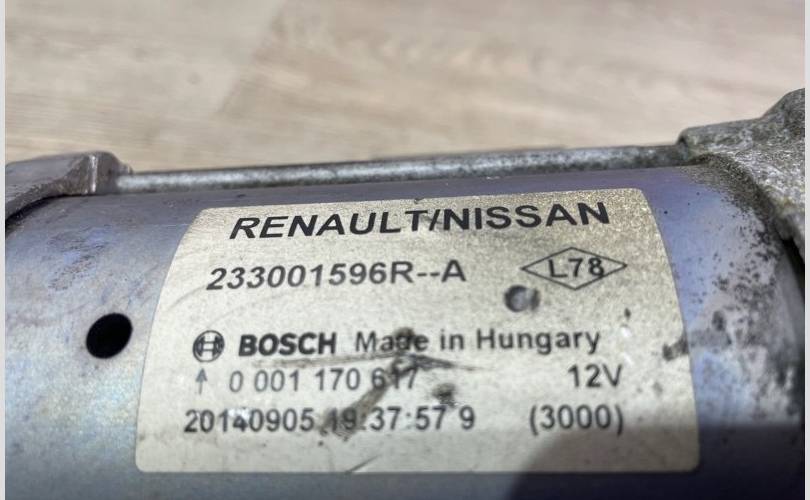 RENAULT/NISSAN
233001596R--A L78
BOSCH Made in Hungary
0 001 170 617 12V
20140905 19:37:57 9 (3000)